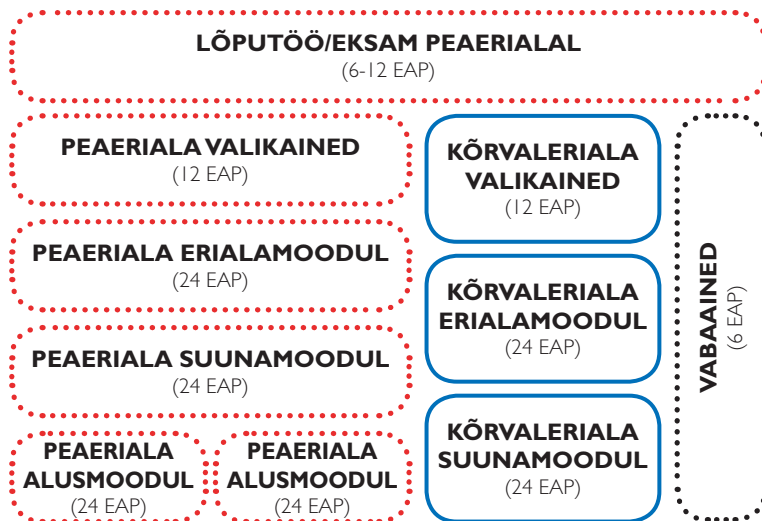 LÕPUTÖÖ/EKSAM PEAERIALAL
(6-12 EAP)
PEAERIALA VALIKAINED
(12 EAP)
PEAERIALA ERIALAMOODUL
(24 EAP)
PEAERIALA SUUNAMOODUL
(24 EAP)
PEAERIALA
ALUSMOODUL
(24 EAP)
PEAERIALA
ALUSMOODUL
(24 EAP)
KÕRVALERIALA
VALIKAINED
(12 EAP)
KÕRVALERIALA
ERIALAMOODUL
(24 EAP)
KÕRVALERIALA
SUUNAMOODUL
(24 EAP)
VABAAINED
(6 EAP)